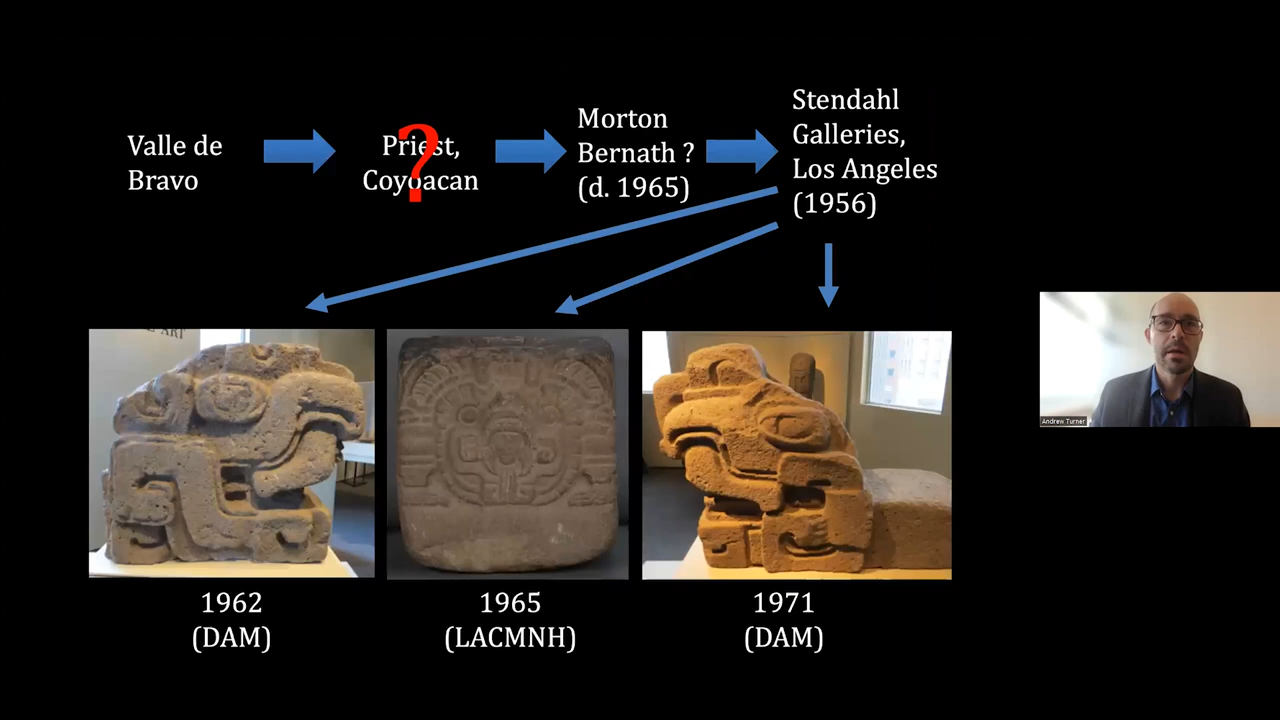 Valle de
Bravo
Priest,
Coyoacan
?
Morton
Bernath ?
(d. 1965)
Stendahl
Galleries,
Los Angeles
(1956)
1962
(DAM)
1965
(LACMNH)
1971
(DAM)
Andrew Turner